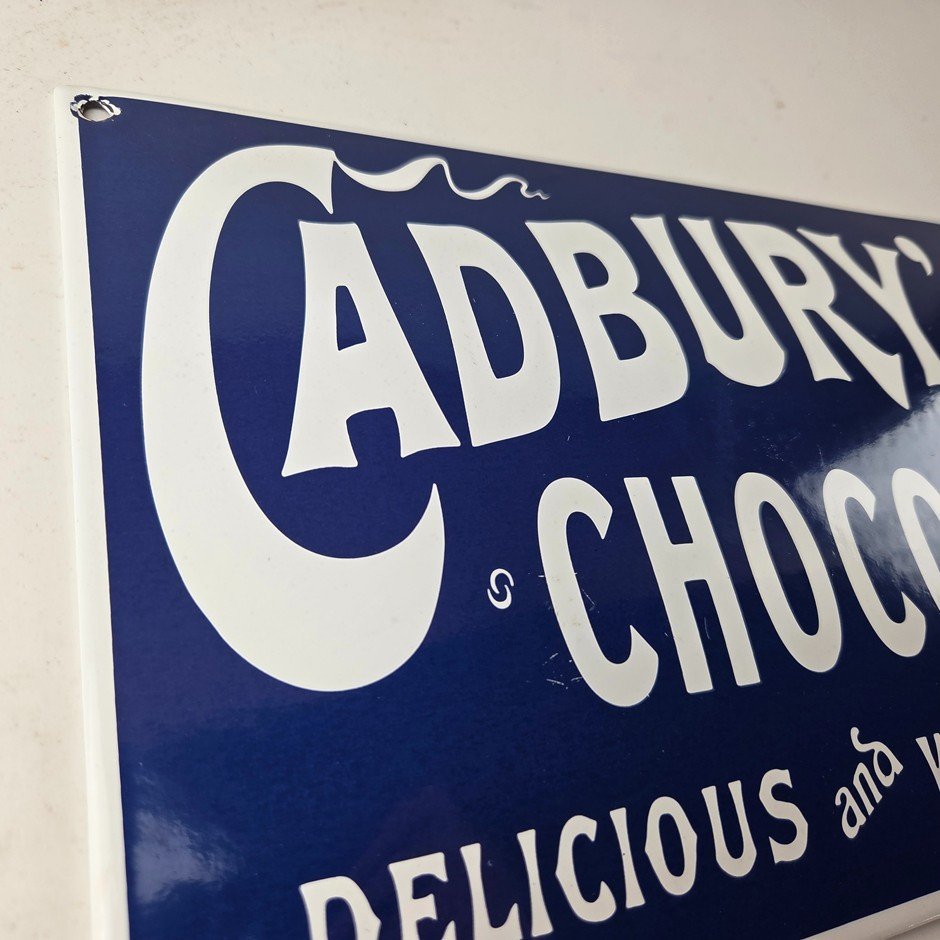 CADBURY'
CHOCO
DELICIOUS and